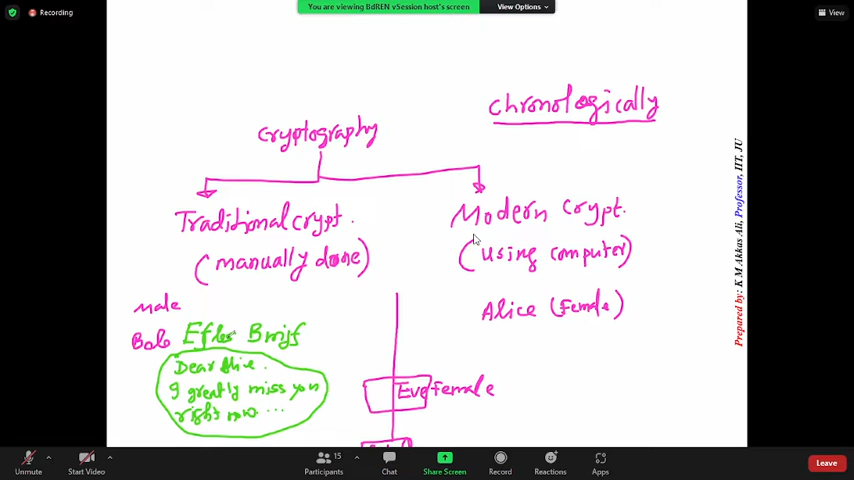 Recording
You are viewing BdREN vSession host's screen
View Options
View
chronologically
cryptography
Traditional crypt.
(manually done)
Modern crypt.
(using computer)
male
Bob
Alice (female)
Dear Alice.
I greatly miss you
right now ...
Eve female
Prepared by: K M Akkas Ali, Professor, IIT, JU
Unmute
Start Video
15
Participants
Chat
Share Screen
Record
Reactions
Apps
Leave